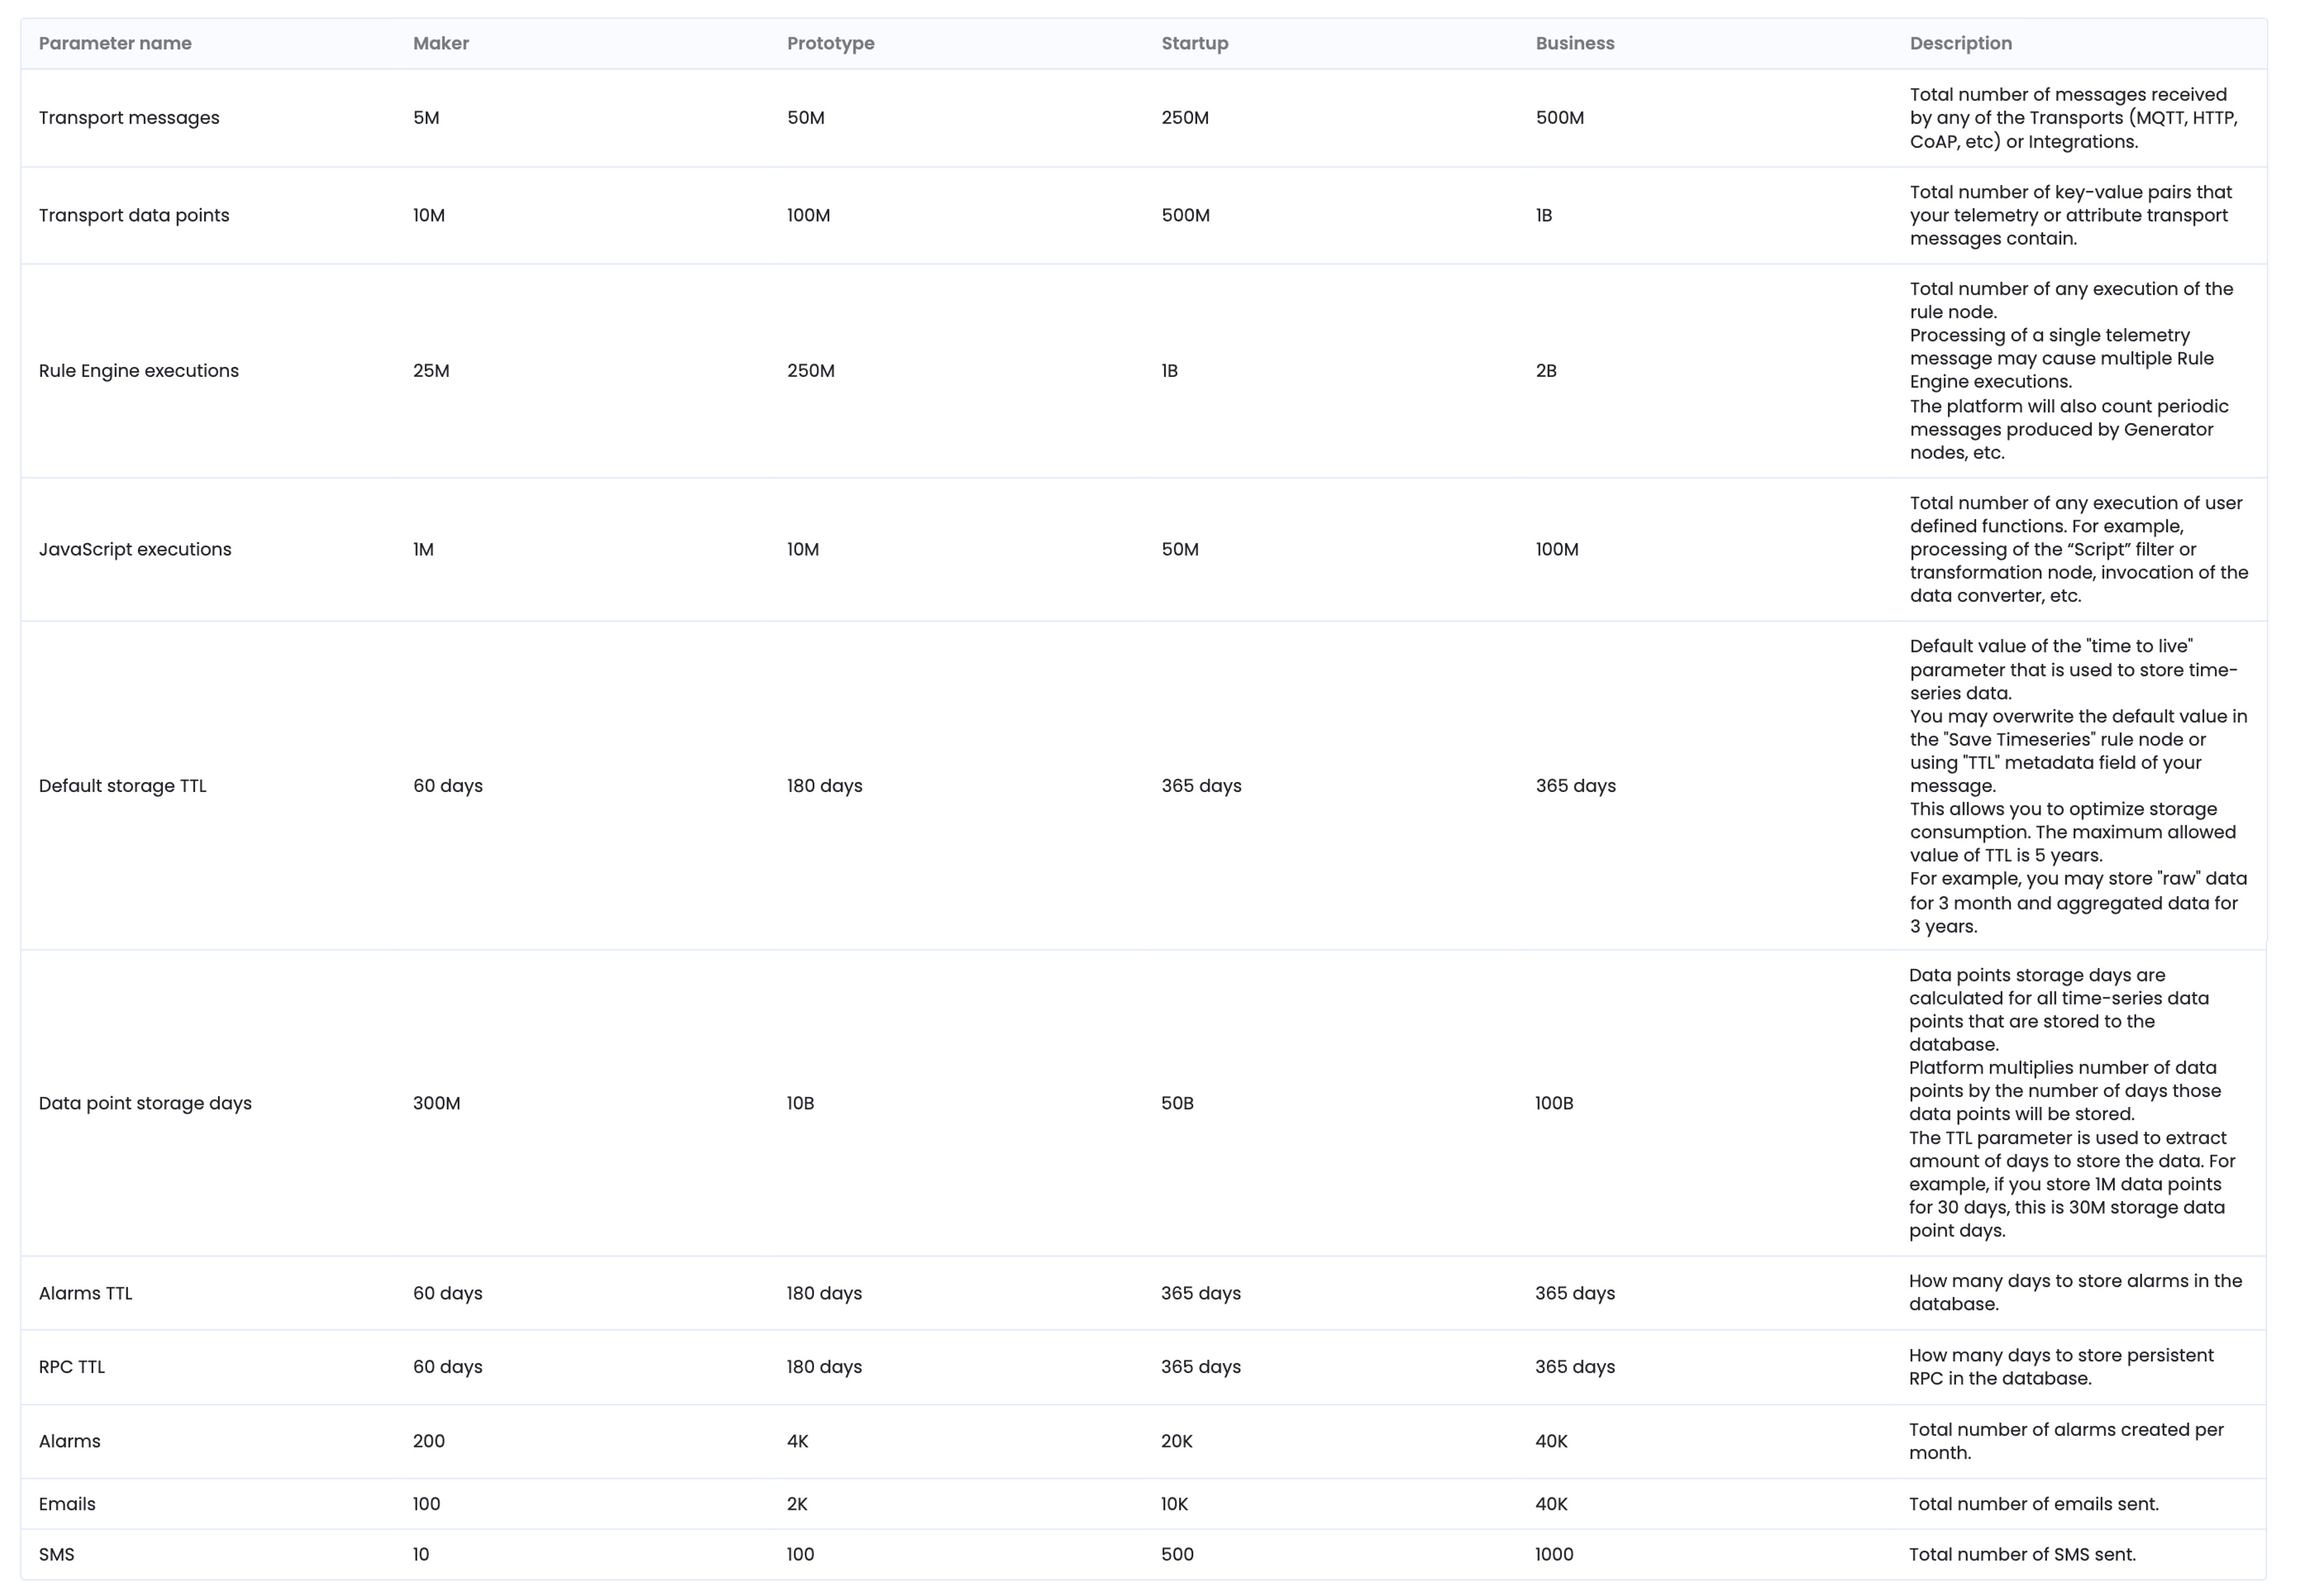 Parameter name Maker Prototype Startup Business Description
Total number of messages received
Transport messages 5M 50M 250M 500M by any of the Transports (MQTT, HTTP,
CoAP, etc) or Integrations.
Total number of key-value pairs that
Transport data points 10M 100M 500M 1B your telemetry or attribute transport
messages contain.
Total number of any execution of the
rule node.
Processing of a single telemetry
message may cause multiple Rule
Rule Engine executions 25M 250M 1B 2B Engine executions.
The platform will also count periodic
messages produced by Generator
nodes, etc.
Total number of any execution of user
defined functions. For example,
JavaScript executions 1M 10M 50M 100M processing of the “Script” filter or
transformation node, invocation of the
data converter, etc.
Default value of the "time to live"
parameter that is used to store time-
series data.
You may overwrite the default value in
the "Save Timeseries" rule node or
using "TTL" metadata field of your
Default storage TTL 60 days 180 days 365 days 365 days message.
This allows you to optimize storage
consumption. The maximum allowed
value of TTL is 5 years.
For example, you may store "raw" data
for 3 month and aggregated data for
3 years.
Data points storage days are
calculated for all time-series data
points that are stored to the
database.
Platform multiplies number of data
points by the number of days those
Data point storage days 300M 10B 50B 100B data points will be stored.
The TTL parameter is used to extract
amount of days to store the data. For
example, if you store 1M data points
for 30 days, this is 30M storage data
point days.
Alarms TTL 60 days 180 days 365 days 365 days How many days to store alarms in the
database.
RPC TTL 60 days 180 days 365 days 365 days How many days to store persistent
RPC in the database.
Alarms 200 4K 20K 40K Total number of alarms created per
month.
Emails 100 2K 10K 40K Total number of emails sent.
SMS 10 100 500 1000 Total number of SMS sent.